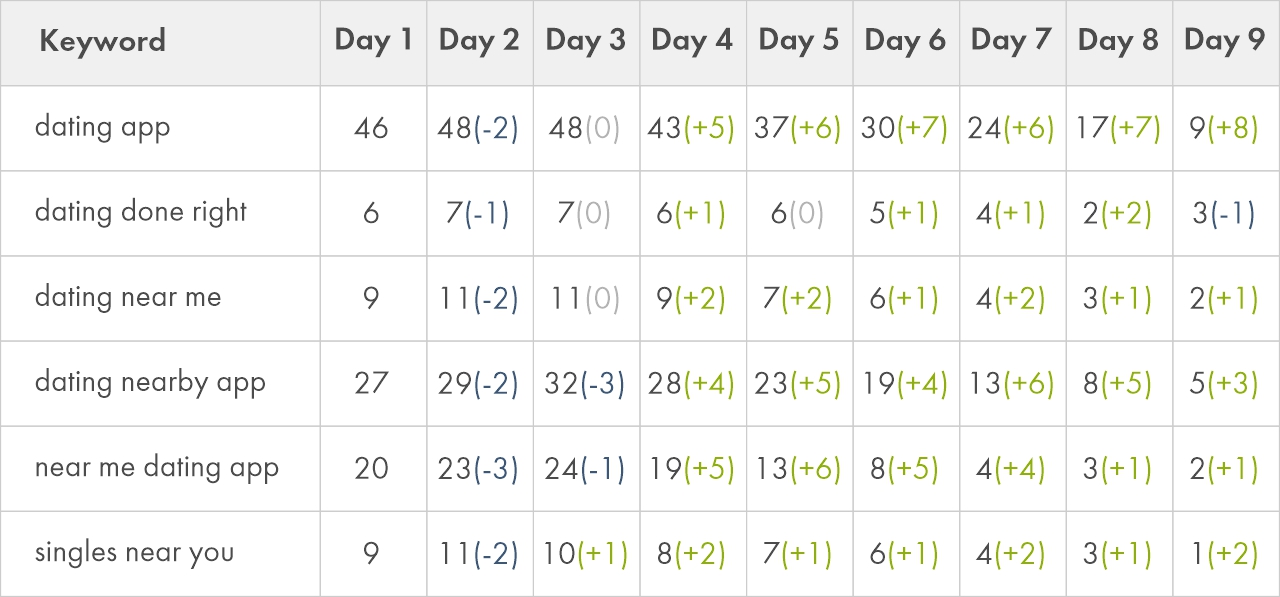 Keyword Day 1 Day 2 Day 3 Day 4 Day 5 Day 6 Day 7 Day 8 Day 9
dating app 46 48(-2) 48(0) 43(+5) 37(+6) 30(+7) 24(+6) 17(+7) 9(+8)
dating done right 6 7(-1) 7(0) 6(+1) 6(0) 5(+1) 4(+1) 2(+2) 3(-1)
dating near me 9 11(-2) 11(0) 9(+2) 7(+2) 6(+1) 4(+2) 3(+1) 2(+1)
dating nearby app 27 29(-2) 32(-3) 28(+4) 23(+5) 19(+4) 13(+6) 8(+5) 5(+3)
near me dating app 20 23(-3) 24(-1) 19(+5) 13(+6) 8(+5) 4(+4) 3(+1) 2(+1)
singles near you 9 11(-2) 10(+1) 8(+2) 7(+1) 6(+1) 4(+2) 3(+1) 1(+2)